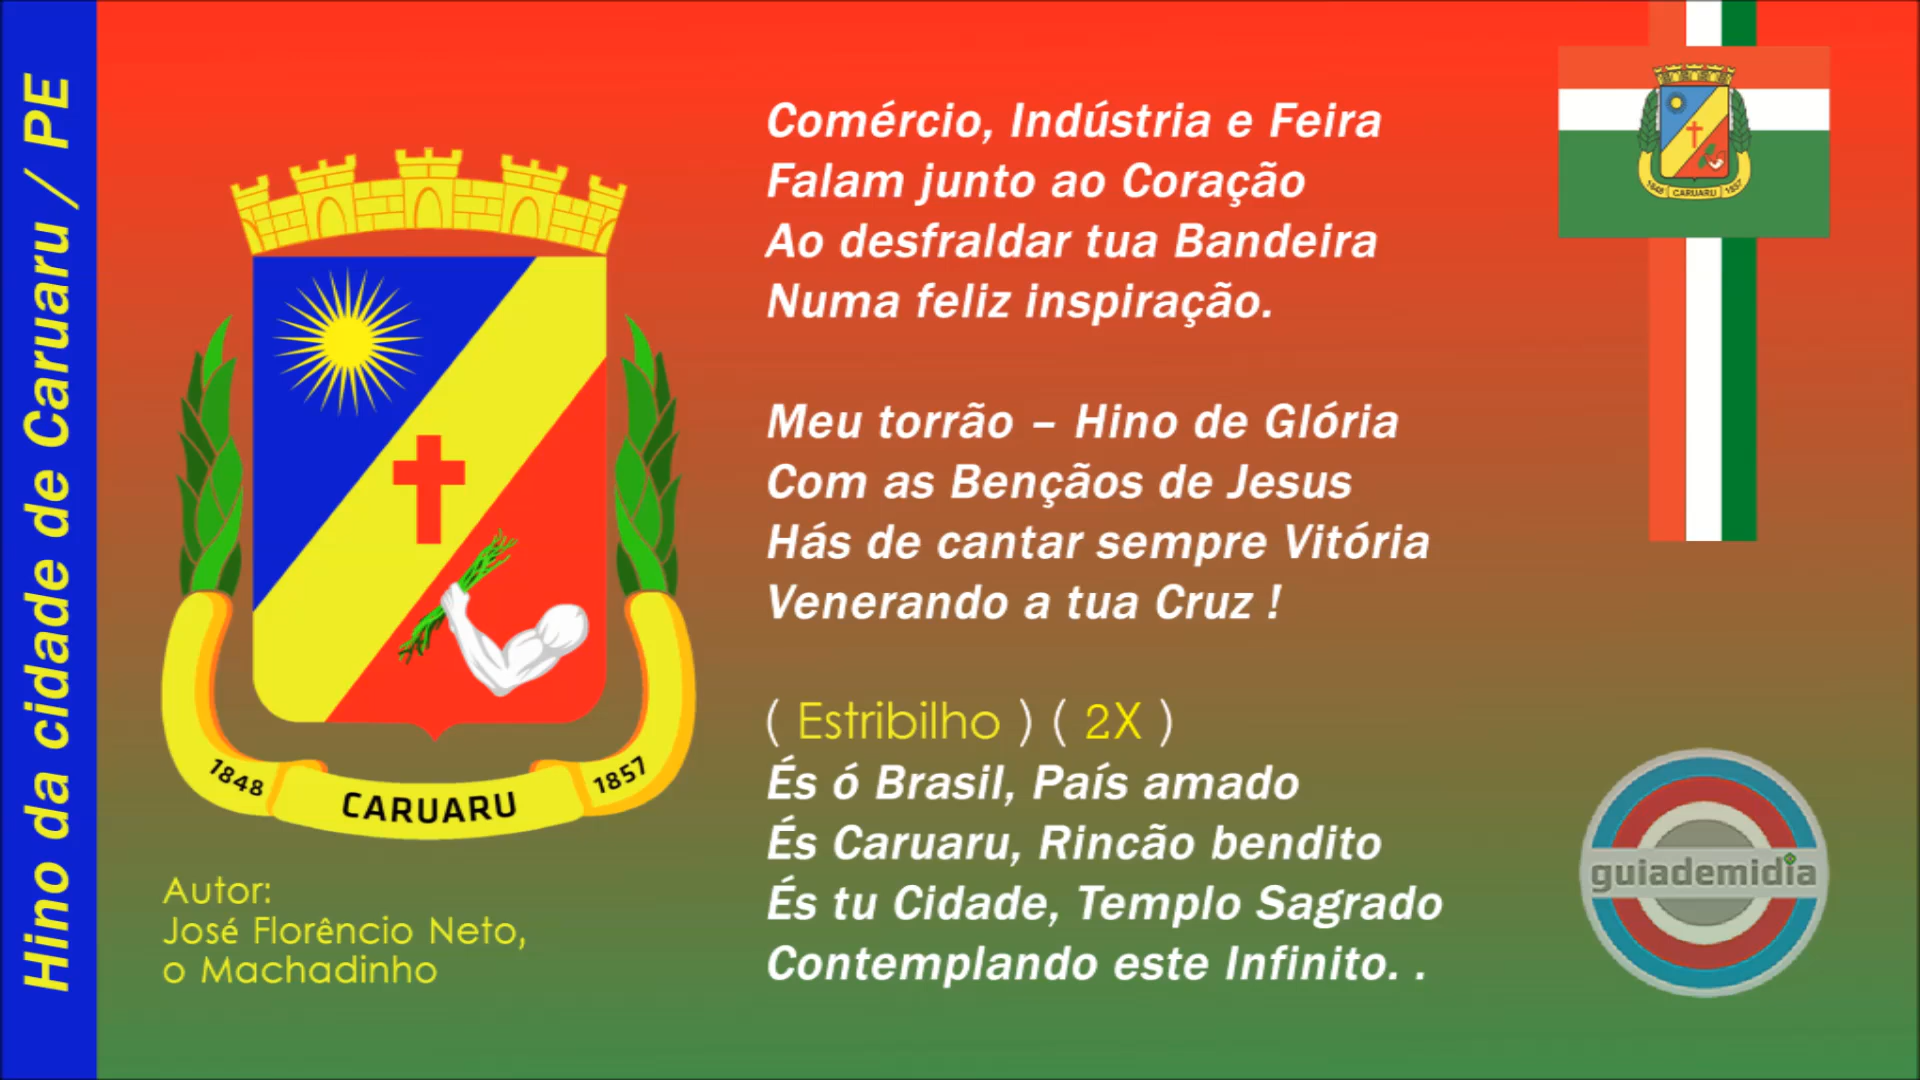 Hino da cidade de Caruaru / PE
1848
CARUARU
1857
Autor:
José Florêncio Neto,
o Machadinho
Comércio, Indústria e Feira
Falam junto ao Coração
Ao desfraldar tua Bandeira
Numa feliz inspiração.
Meu torrão – Hino de Glória
Com as Bençãos de Jesus
Hás de cantar sempre Vitória
Venerando a tua Cruz !
( Estribilho ) ( 2X )
És ó Brasil, País amado
És Caruaru, Rincão bendito
És tu Cidade, Templo Sagrado
Contemplando este Infinito. .
1848
CARUARU
1857
guiademidia